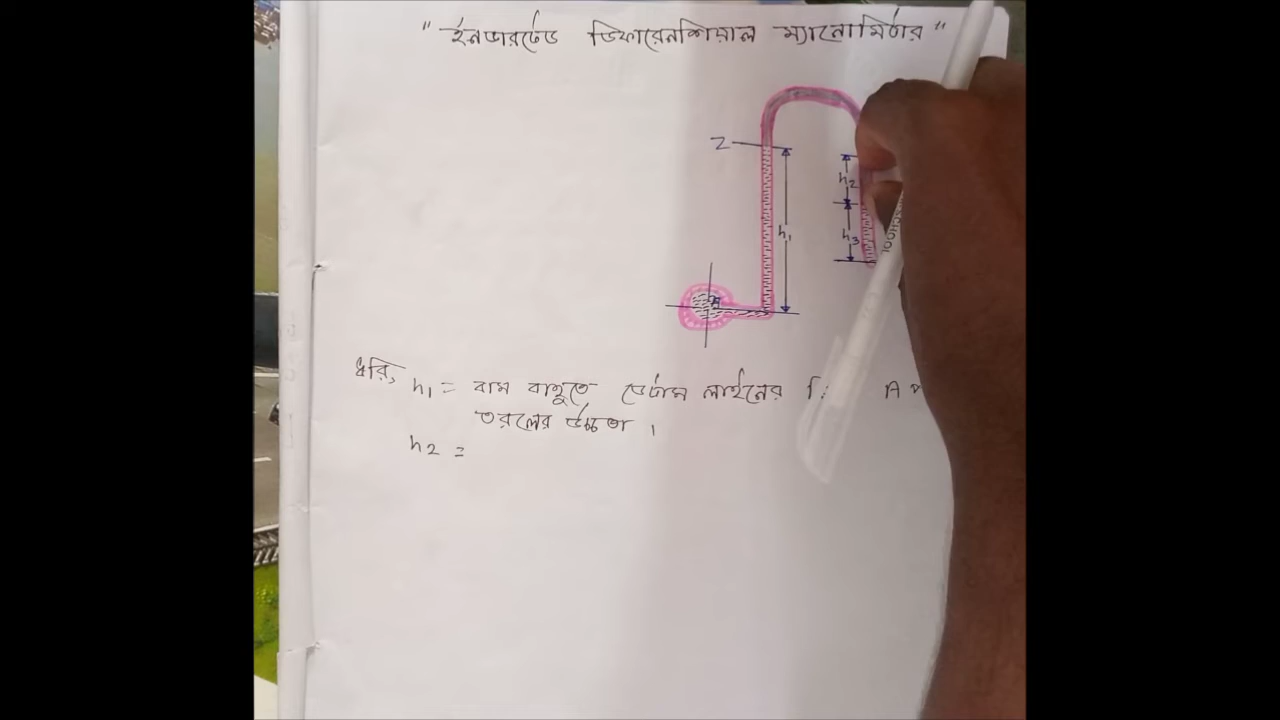 " ইনভারটেড ডিফারেনশিয়াল ম্যানোমিটার "
Z
h2
h1
h3
A
ধরি, h1 = বাম বাহুতে ডেটাম লাইনের A
তরলের উচ্চতা ।
h2 =